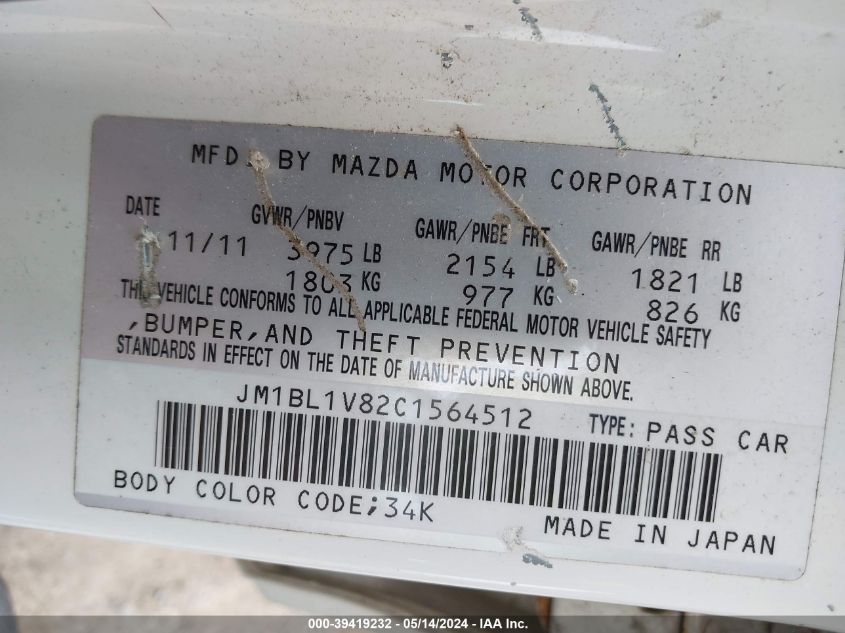 MFD. BY MAZDA MOTOR CORPORATION
DATE GVWR/PNBV GAWR/PNBE FRT GAWR/PNBE RR
11/11 3975 LB 2154 LB 1821 LB
1803 KG 977 KG 826 KG
THIS VEHICLE CONFORMS TO ALL APPLICABLE FEDERAL MOTOR VEHICLE SAFETY
,BUMPER,AND THEFT PREVENTION
STANDARDS IN EFFECT ON THE DATE OF MANUFACTURE SHOWN ABOVE.
JM1BL1V82C1564512 TYPE: PASS CAR
BODY COLOR CODE;34K
MADE IN JAPAN
000-39419232 - 05/14/2024 - IAA Inc.